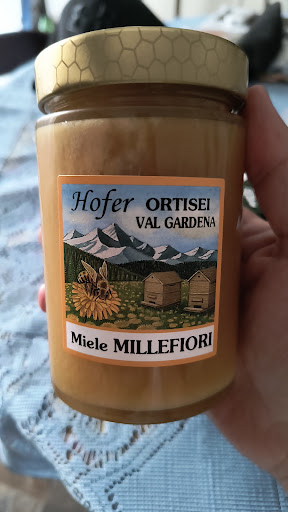 Hofer ORTISEI
VAL GARDENA
Miele MILLEFIORI